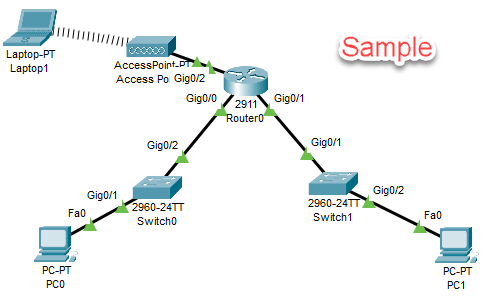 Sample
Laptop-PT
Laptop1
AccessPoint-PT
Access Po
Gig0/2
2911
Router0
Gig0/0
Gig0/1
Gig0/2
Gig0/1
2960-24TT
Switch0
2960-24TT
Switch1
Gig0/1
Gig0/2
Fa0
Fa0
PC-PT
PC0
PC-PT
PC1